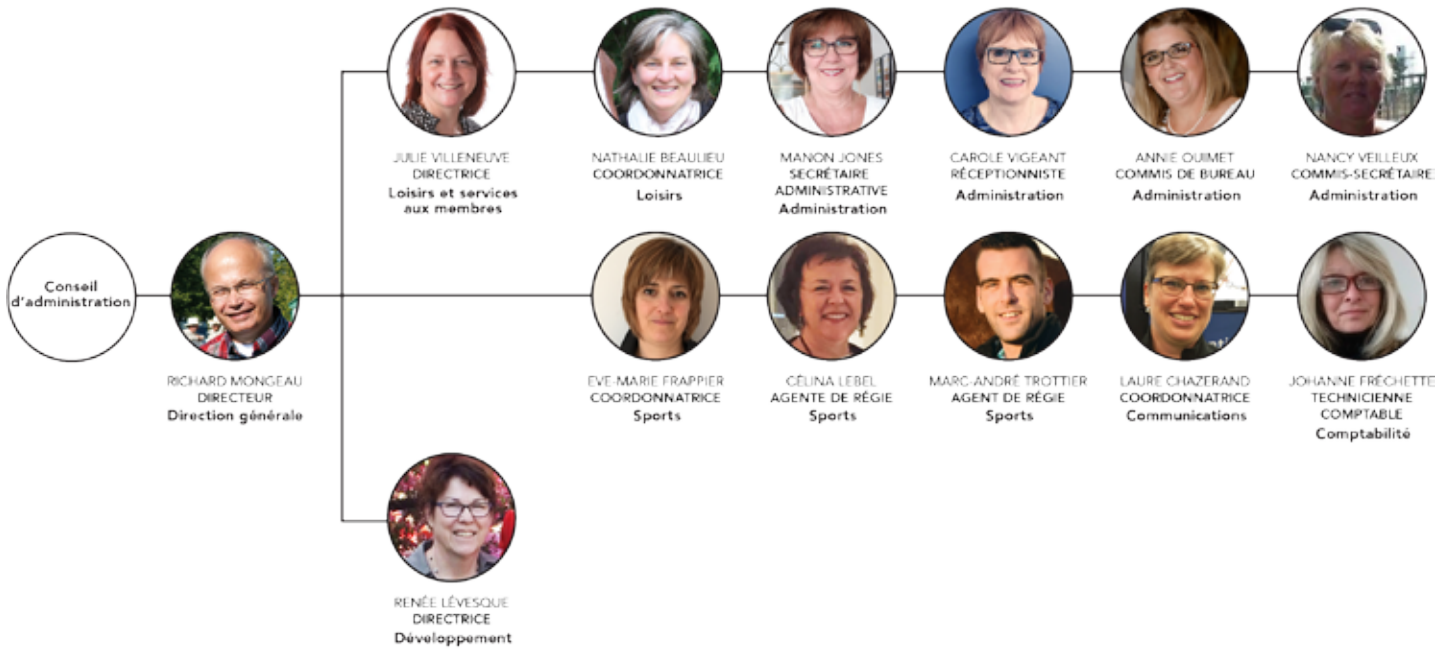 JULIE VILLENEUVE
DIRECTRICE
Loisirs et services
aux membres
NATHALIE BEAULIEU
COORDONNATRICE
Loisirs
MANON JONES
SECRÉTAIRE
ADMINISTRATIVE
Administration
CAROLE VIGEANT
RÉCEPTIONNISTE
Administration
ANNIE OUIMET
COMMIS DE BUREAU
Administration
NANCY VEILLEUX
COMMIS-SECRÉTAIRE
Administration
Conseil
d'administration
RICHARD MONGEAU
DIRECTEUR
Direction générale
EVE-MARIE FRAPPIER
COORDONNATRICE
Sports
CÉLINA LEBEL
AGENTE DE RÉGIE
Sports
MARC-ANDRÉ TROTTIER
AGENT DE RÉGIE
Sports
LAURE CHAZERAND
COORDONNATRICE
Communications
JOHANNE FRÉCHETTE
TECHNICIENNE
COMPTABLE
Comptabilité
RENÉE LÉVESQUE
DIRECTRICE
Développement